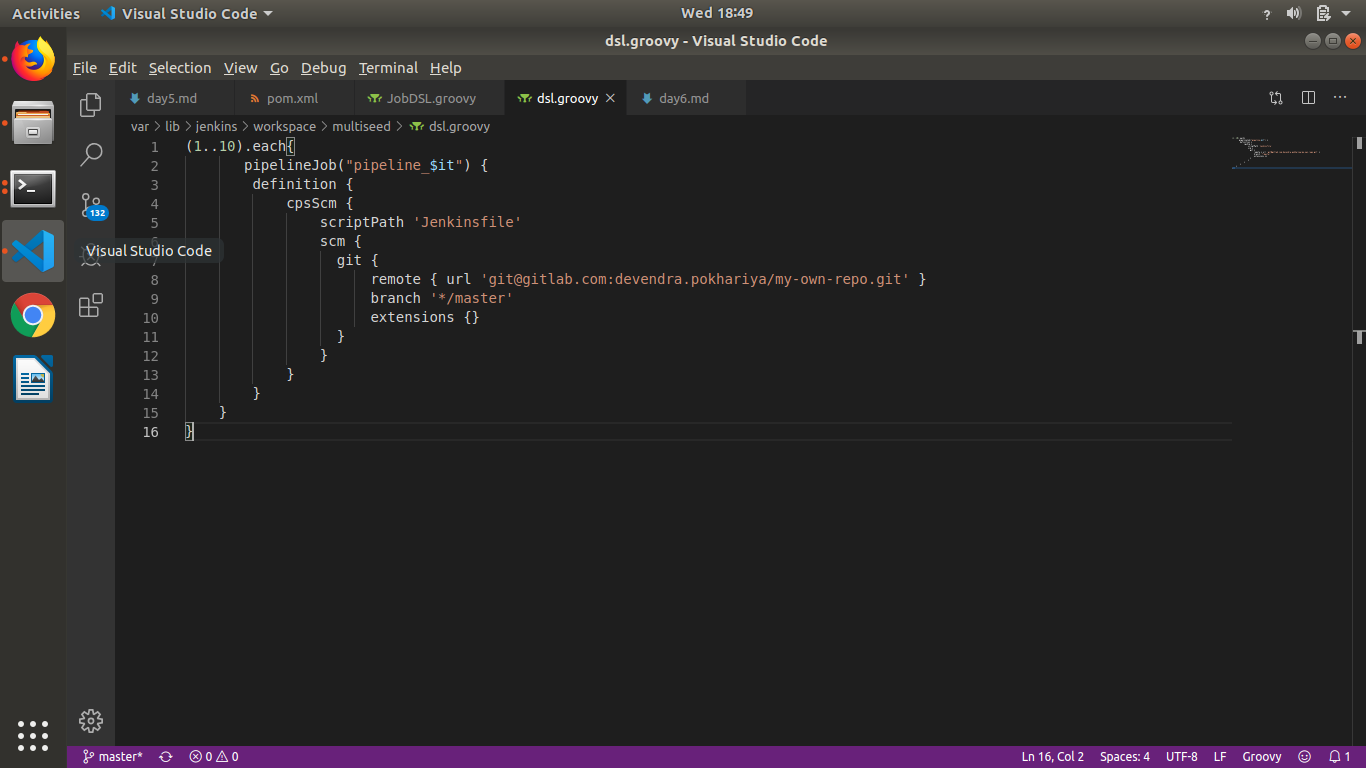 Activities Visual Studio Code Wed 18:49 ?
dsl.groovy - Visual Studio Code
File Edit Selection View Go Debug Terminal Help
day5.md pom.xml JobDSL.groovy dsl.groovy day6.md
var > lib > jenkins > workspace > multiseed > dsl.groovy
1 (1..10).each{
2 pipelineJob("pipeline_$it") {
3 definition {
4 cpsScm {
5 scriptPath 'Jenkinsfile'
6 scm {
7 git {
8 remote { url 'git@gitlab.com:devendra.pokhariya/my-own-repo.git' }
9 branch '*/master'
10 extensions {}
11 }
12 }
13 }
14 }
15 }
16 }
132
Visual Studio Code
master* 0 0 Ln 16, Col 2 Spaces: 4 UTF-8 LF Groovy 1